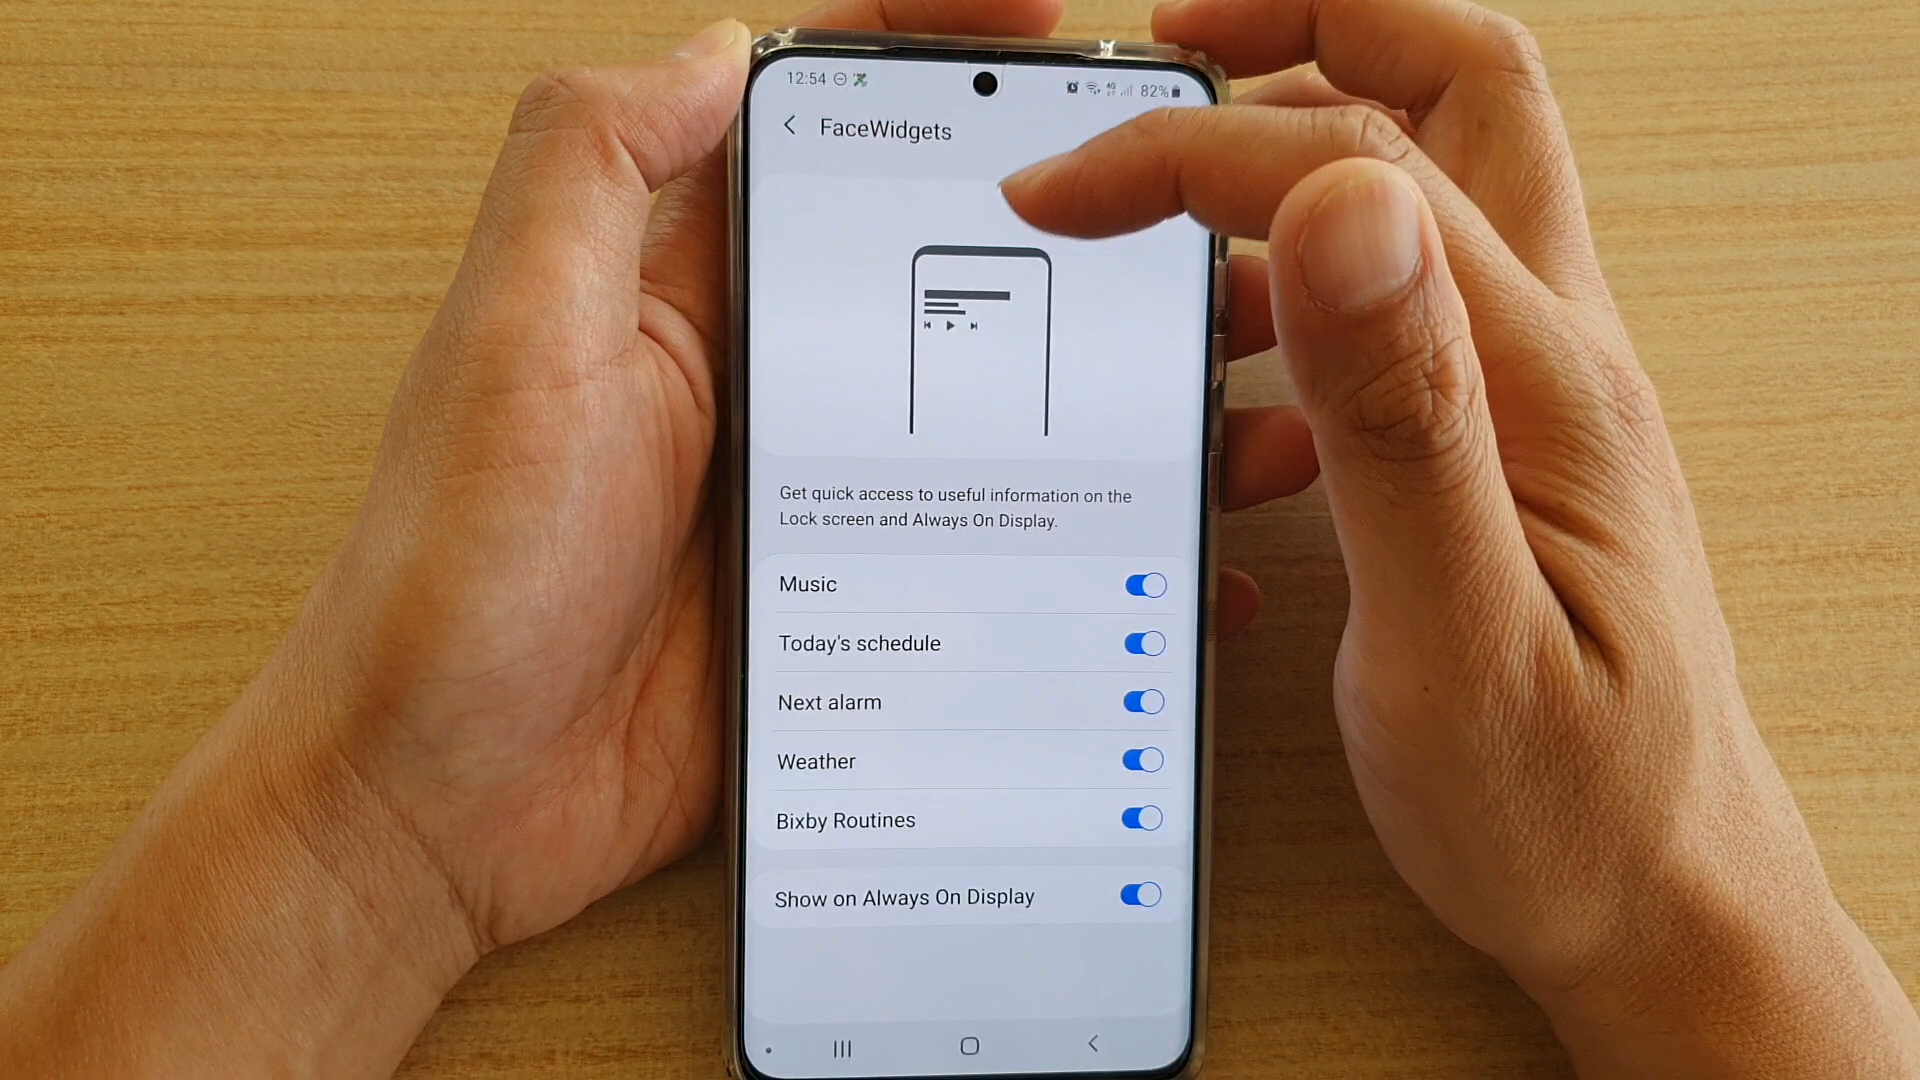 12:54
82%
FaceWidgets
Get quick access to useful information on the
Lock screen and Always On Display.
Music
Today's schedule
Next alarm
Weather
Bixby Routines
Show on Always On Display